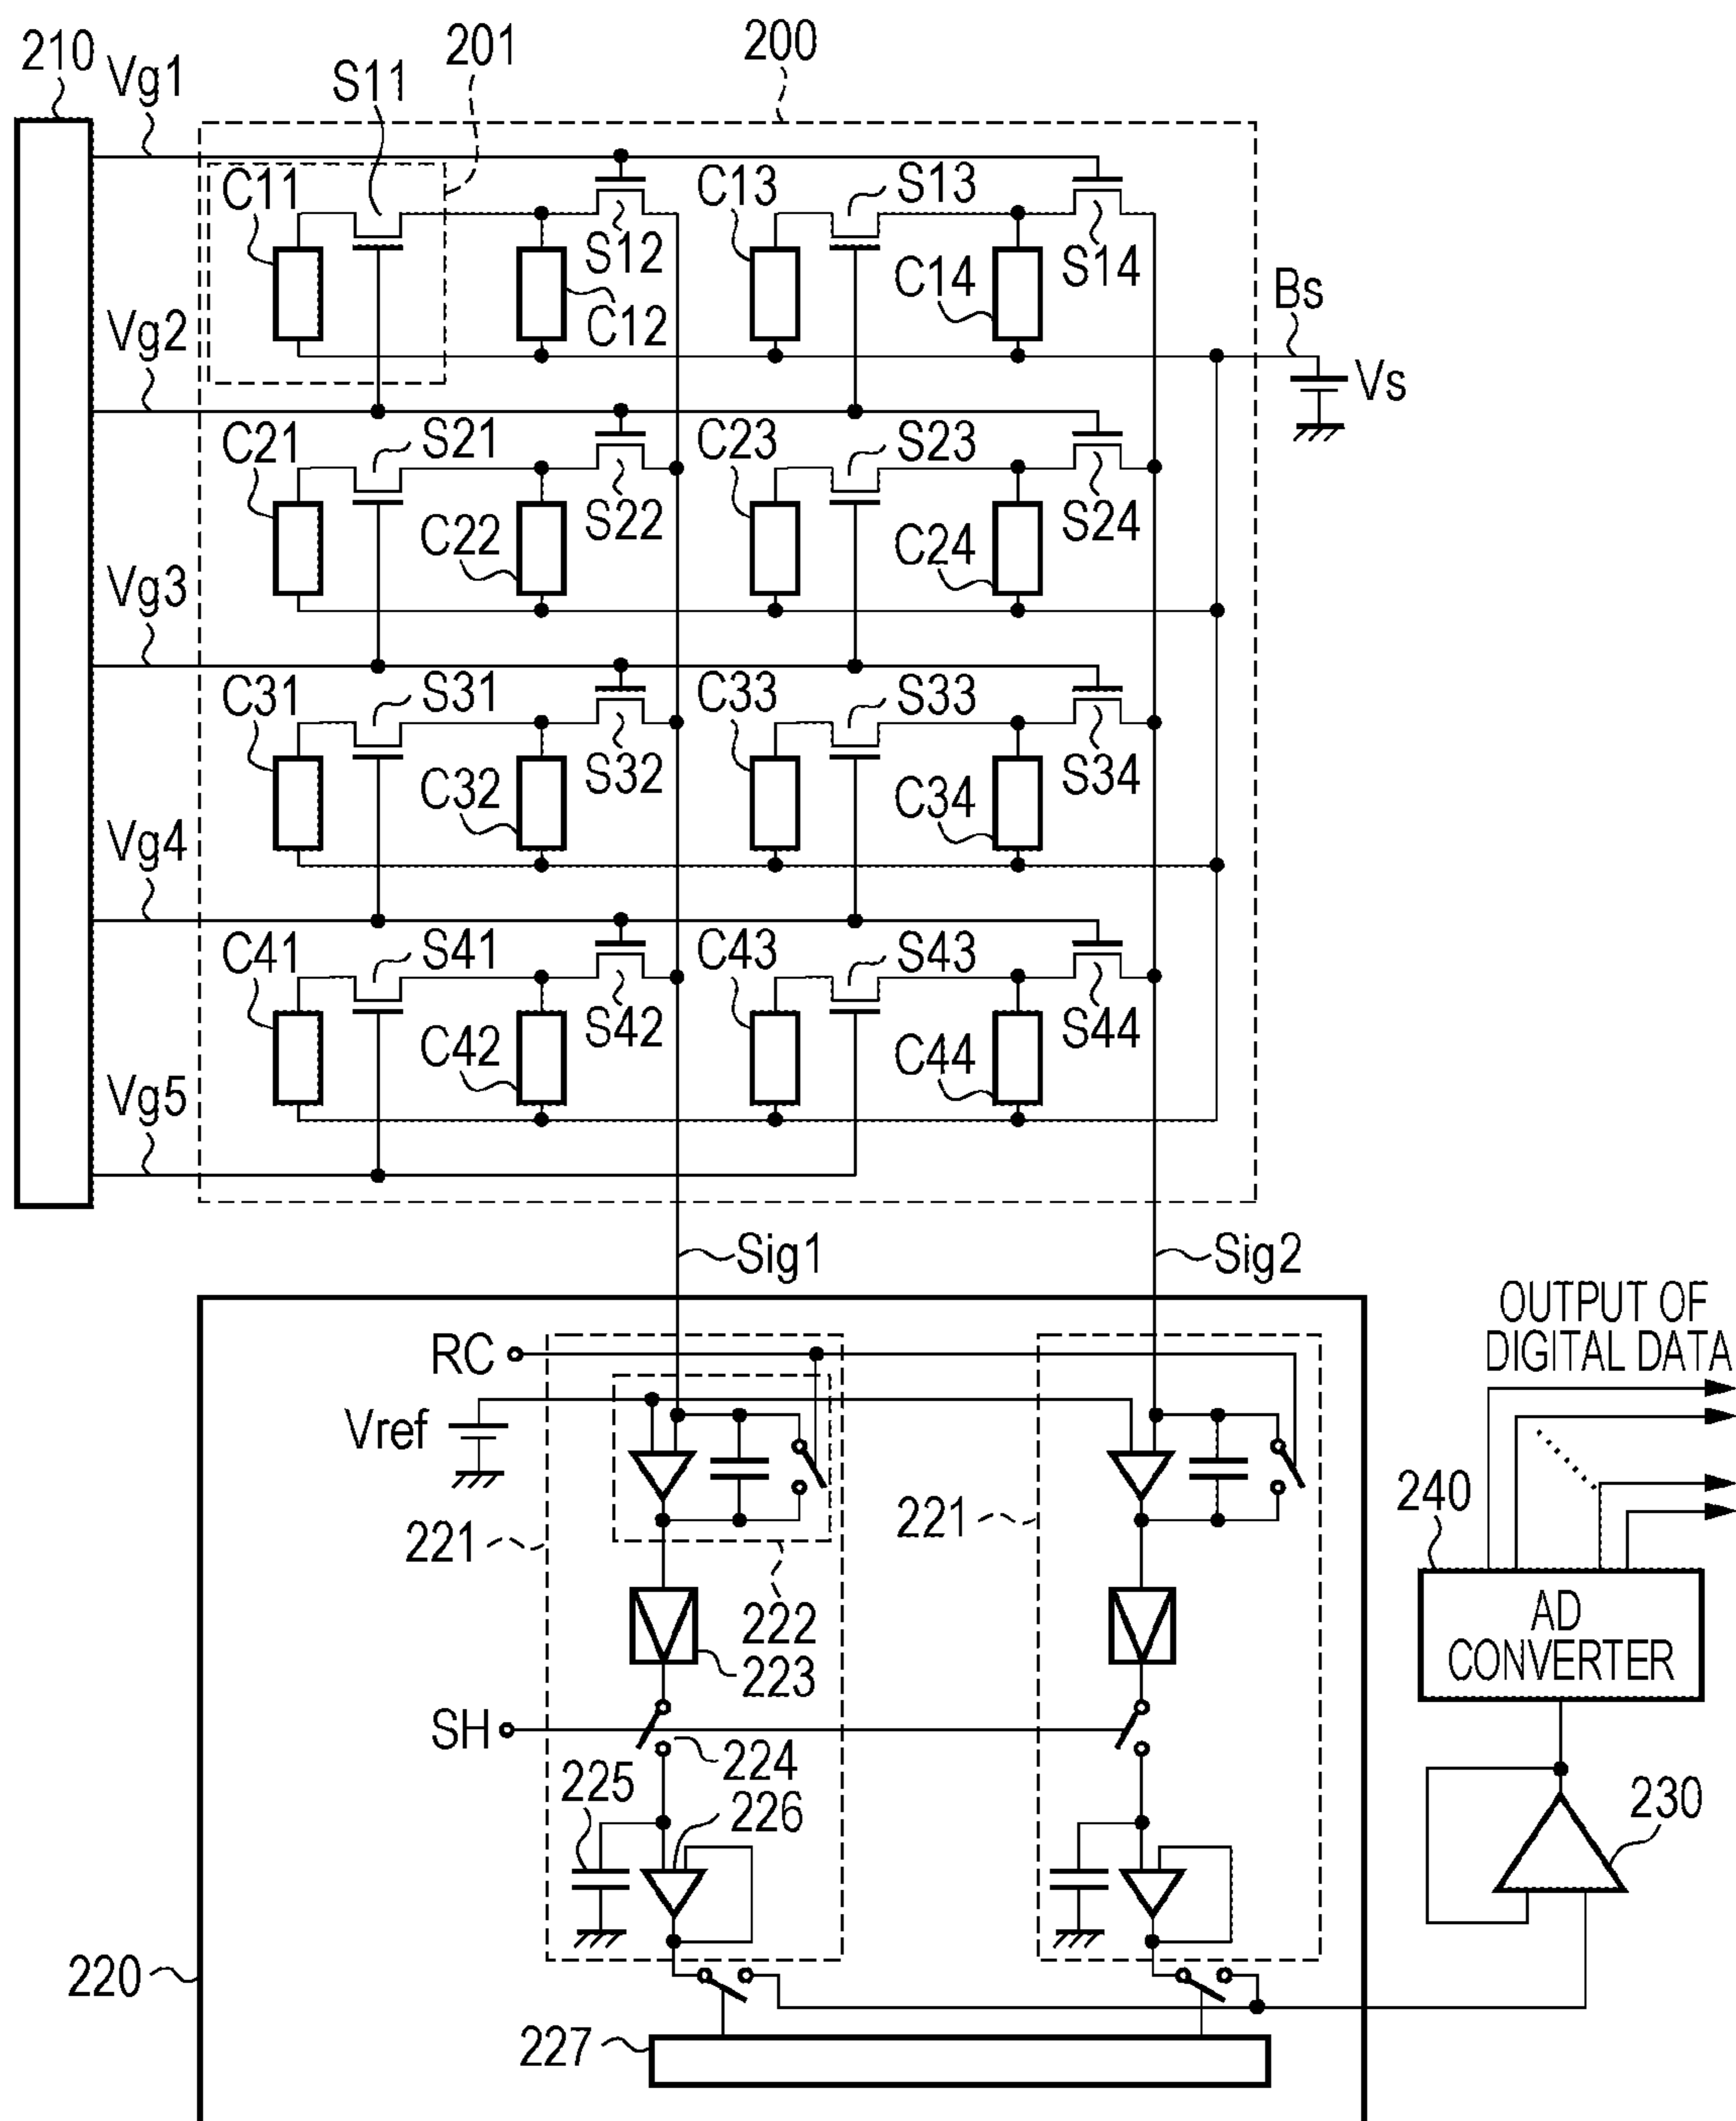 210
Vg1
S11
201
200
C11
S12
C12
C13
S13
C14
S14
Bs
Vs
Vg2
C21
S21
C22
S22
C23
S23
C24
S24
Vg3
C31
S31
C32
S32
C33
S33
C34
S34
Vg4
C41
S41
C42
S42
C43
S43
C44
S44
Vg5
Sig1
Sig2
OUTPUT OF
DIGITAL DATA
RC
Vref
221
221
222
223
240
AD
CONVERTER
SH
224
225
226
230
220
227